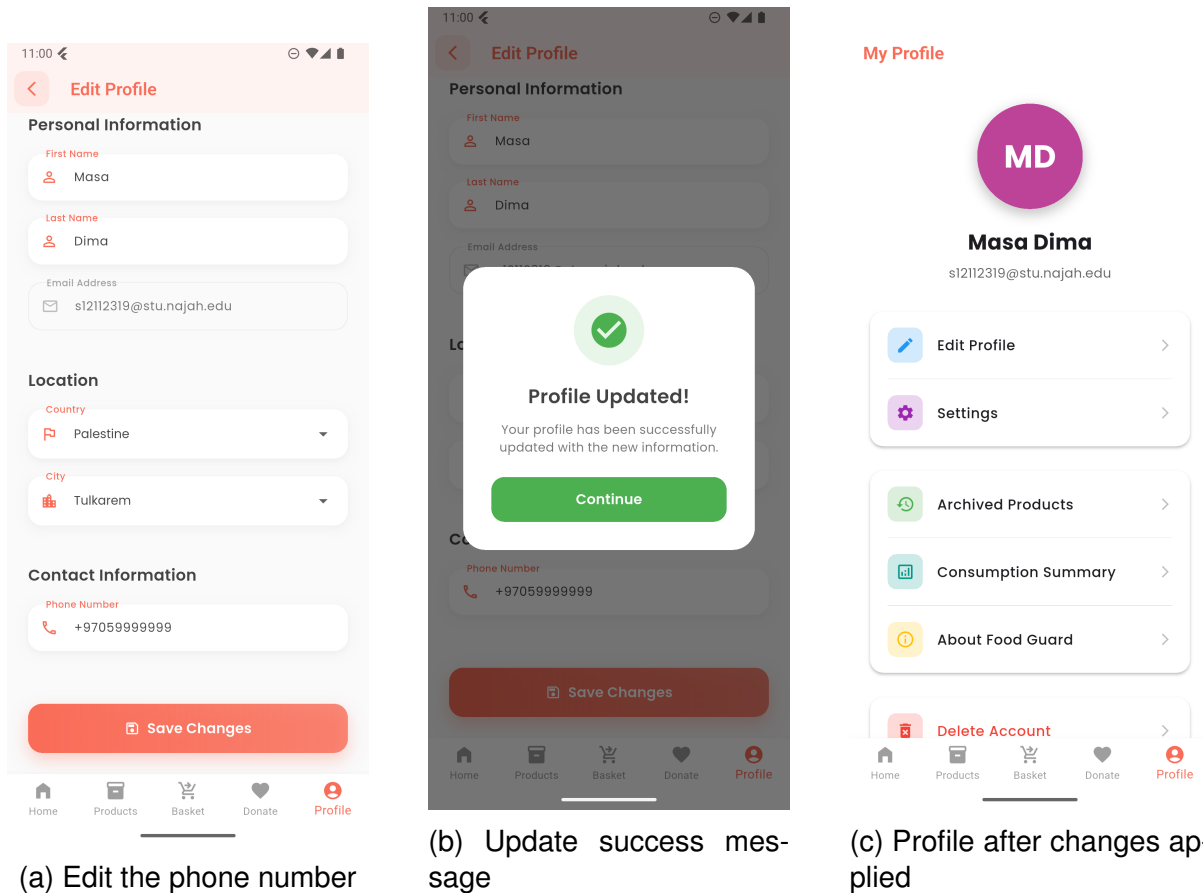 11:00
Edit Profile
Personal Information
First Name
Masa
Last Name
Dima
Email Address
s12112319@stu.najah.edu
Location
Country
Palestine
City
Tulkarem
Contact Information
Phone Number
+97059999999
Save Changes
Home Products Basket Donate Profile
(a) Edit the phone number
11:00
Edit Profile
Personal Information
First Name
Masa
Last Name
Dima
Email Address
Profile Updated!
Your profile has been successfully
updated with the new information.
Continue
Phone Number
+97059999999
Save Changes
Home Products Basket Donate Profile
(b) Update success mes-
sage
My Profile
MD
Masa Dima
s12112319@stu.najah.edu
Edit Profile
Settings
Archived Products
Consumption Summary
About Food Guard
Delete Account
Home Products Basket Donate Profile
(c) Profile after changes ap-
plied